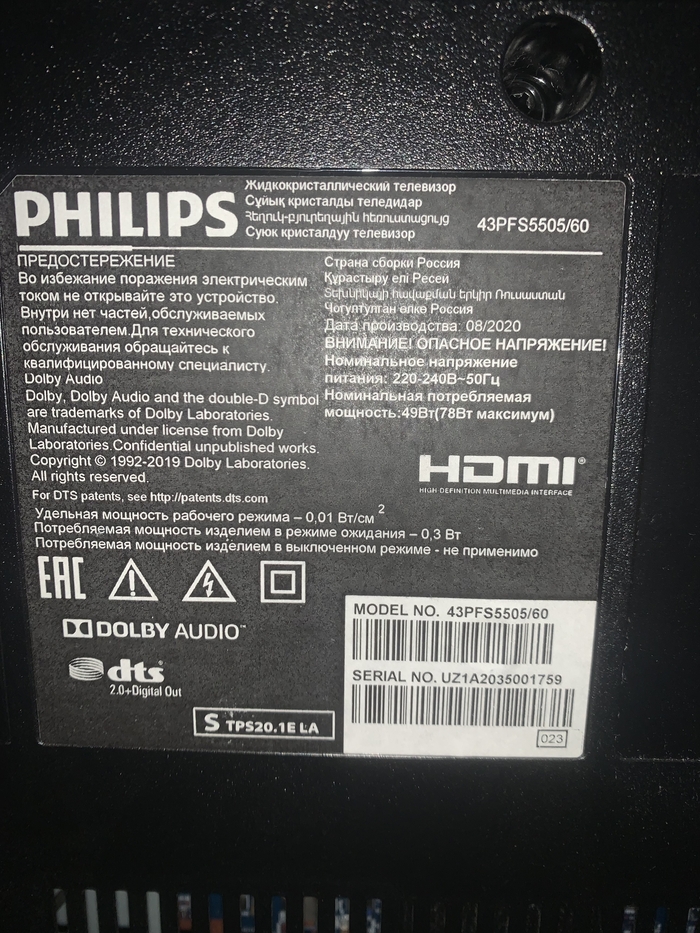 PHILIPS
Жидкокристаллический телевизор
Сұйық кристалды теледидар
Հեղուկ-բյուրեղային հեռուստացույց
Суюк кристалдуу телевизор
43PFS5505/60
ПРЕДОСТЕРЕЖЕНИЕ
Во избежание поражения электрическим
током не открывайте это устройство.
Внутри нет частей,обслуживаемых
пользователем.Для технического
обслуживания обращайтесь к
квалифицированному специалисту.
Dolby Audio
Dolby, Dolby Audio and the double-D symbol
are trademarks of Dolby Laboratories.
Manufactured under license from Dolby
Laboratories.Confidential unpublished works.
Copyright © 1992-2019 Dolby Laboratories.
All rights reserved.
For DTS patents, see http://patents.dts.com
Страна сборки Россия
Құрастыру елі Ресей
Տեխնիկայի հավաքման երկիր Ռուսաստան
Чогултулган өлкө Россия
Дата производства: 08/2020
ВНИМАНИЕ! ОПАСНОЕ НАПРЯЖЕНИЕ!
Номинальное напряжение
питания: 220-240В~50Гц
Номинальная потребляемая
мощность:49Вт(78Вт максимум)
HDMI®
HIGH-DEFINITION MULTIMEDIA INTERFACE
Удельная мощность рабочего режима – 0,01 Вт/см²
Потребляемая мощность изделием в режиме ожидания – 0,3 Вт
Потребляемая мощность изделием в выключенном режиме - не применимо
EAC
DOLBY AUDIO™
dts
2.0+Digital Out
S TPS20.1E LA
MODEL NO. 43PFS5505/60
SERIAL NO. UZ1A2035001759
023